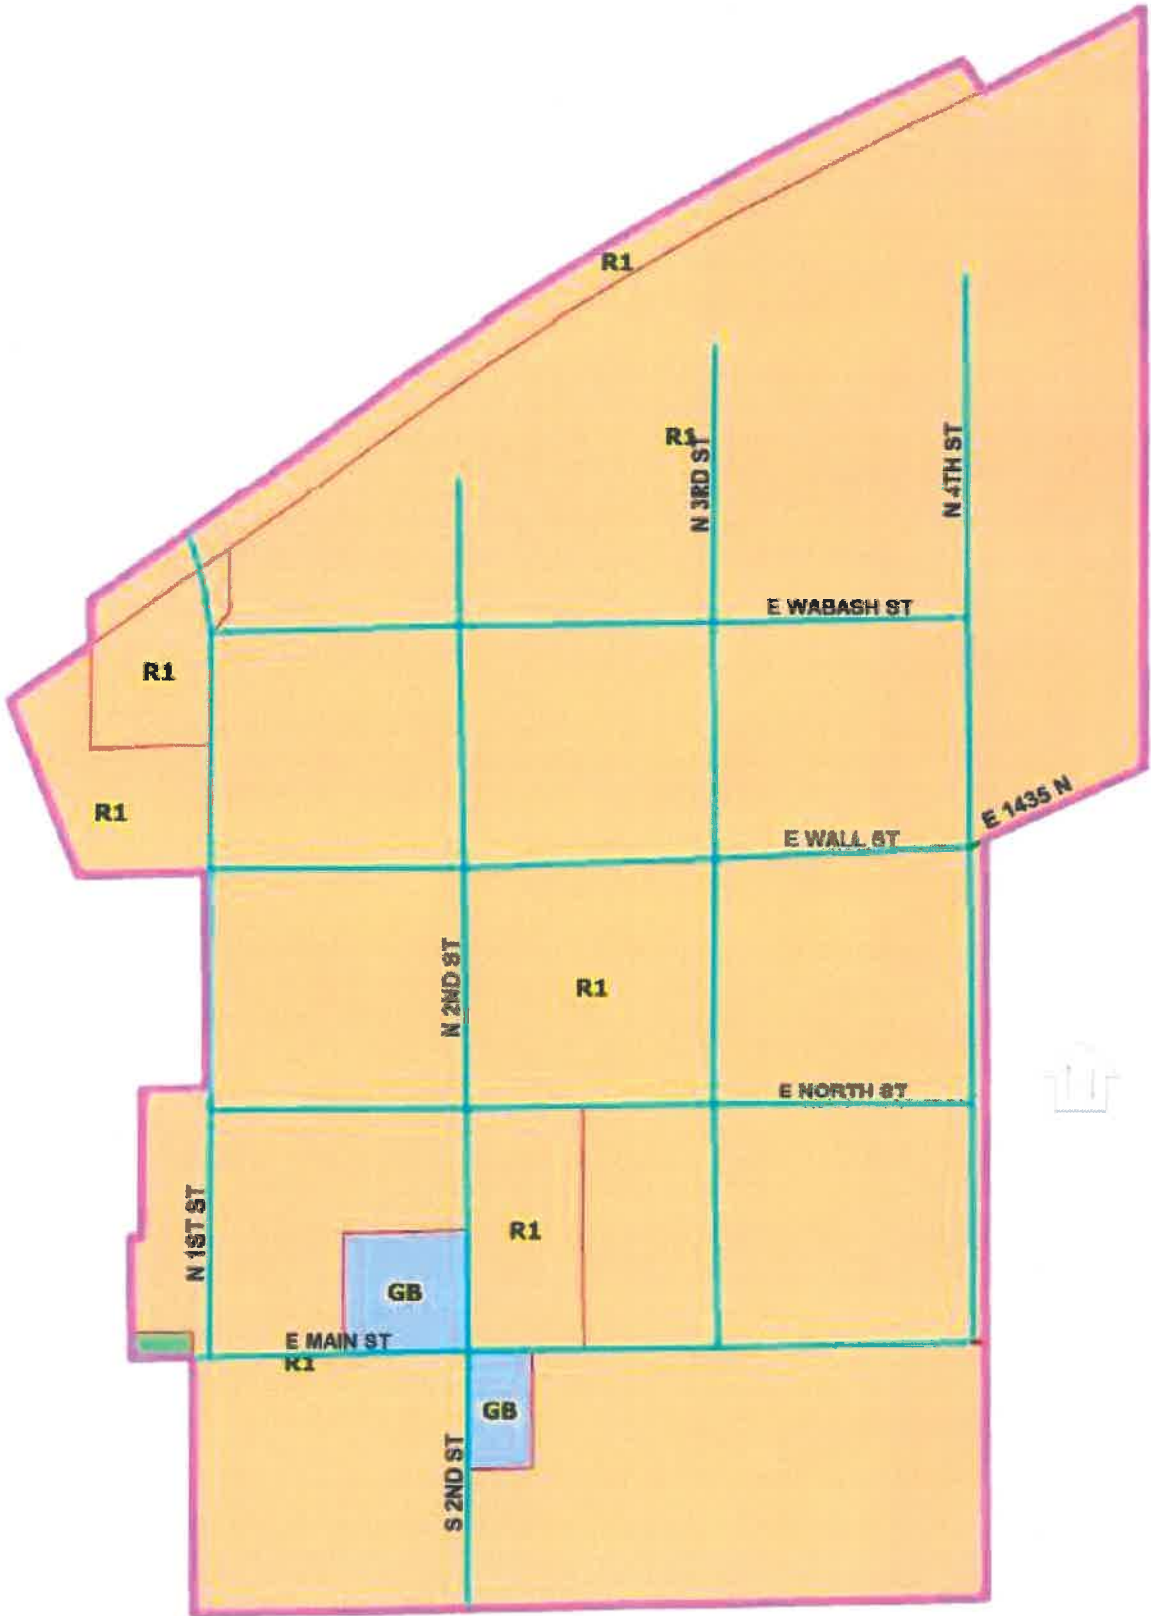 R1
R1
N 3RD ST
N 4TH ST
E WABASH ST
R1
R1
E 1435 N
E WALL ST
N 2ND ST
R1
E NORTH ST
N 1ST ST
R1
GB
E MAIN ST
R1
GB
S 2ND ST